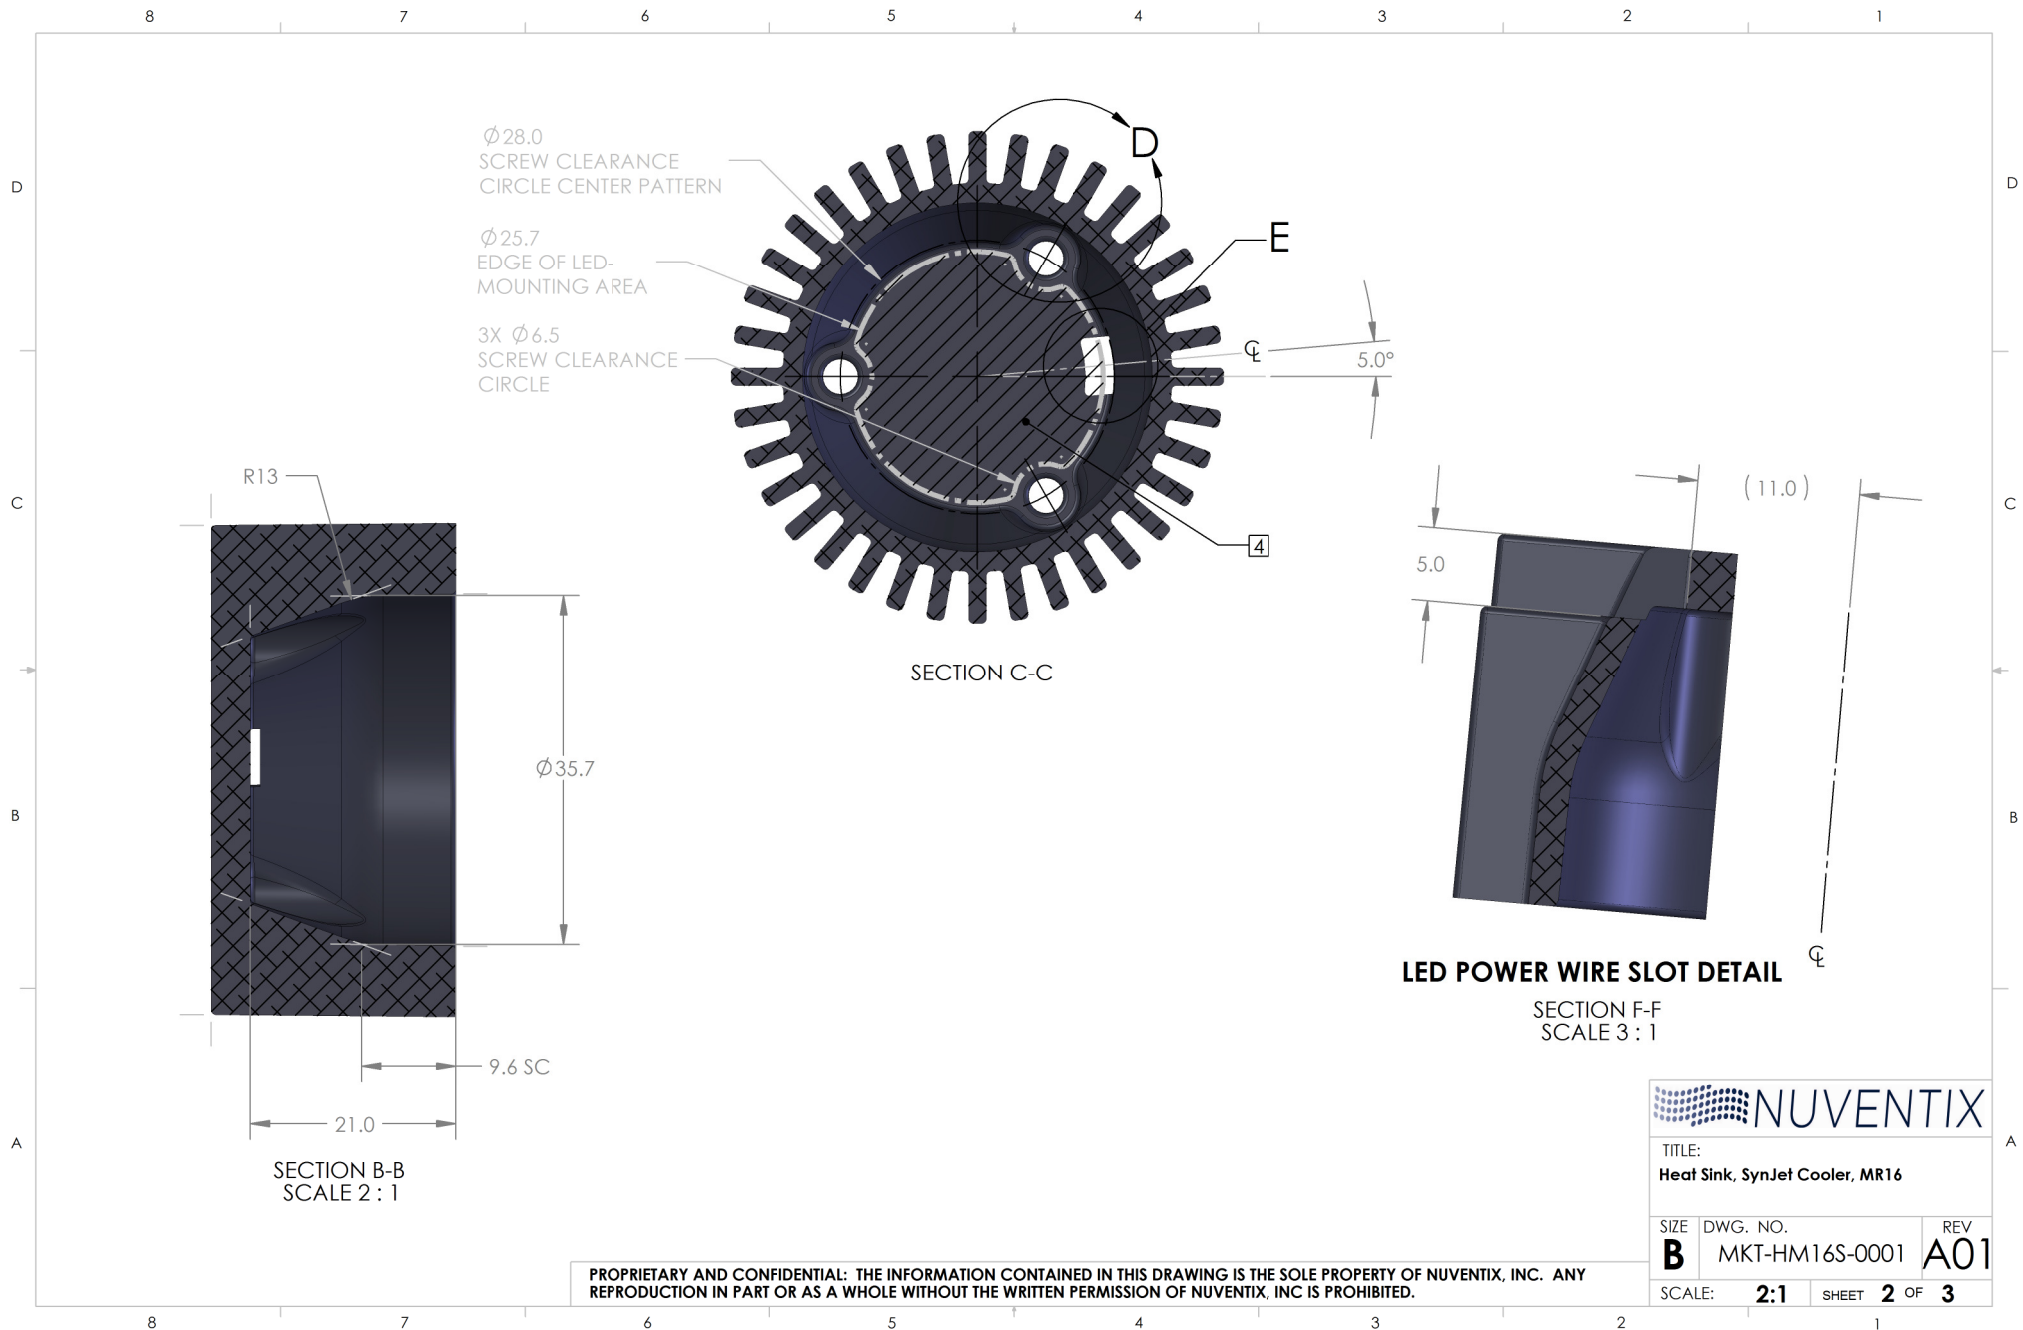 8 7 6 5 4 3 2 1
D
D
Ø28.0
SCREW CLEARANCE
CIRCLE CENTER PATTERN
D
Ø25.7
EDGE OF LED-
MOUNTING AREA
E
3X Ø6.5
SCREW CLEARANCE
CIRCLE
℄
5.0°
4
SECTION C-C
C
C
R13
Ø35.7
9.6 SC
21.0
SECTION B-B
SCALE 2 : 1
( 11.0 )
5.0
℄
LED POWER WIRE SLOT DETAIL
SECTION F-F
SCALE 3 : 1
B
B
A
A
NUVENTIX
TITLE:
Heat Sink, SynJet Cooler, MR16
SIZE DWG. NO. REV
B MKT-HM16S-0001 A01
SCALE: 2:1 SHEET 2 OF 3
PROPRIETARY AND CONFIDENTIAL: THE INFORMATION CONTAINED IN THIS DRAWING IS THE SOLE PROPERTY OF NUVENTIX, INC. ANY
REPRODUCTION IN PART OR AS A WHOLE WITHOUT THE WRITTEN PERMISSION OF NUVENTIX, INC IS PROHIBITED.
8 7 6 5 4 3 2 1